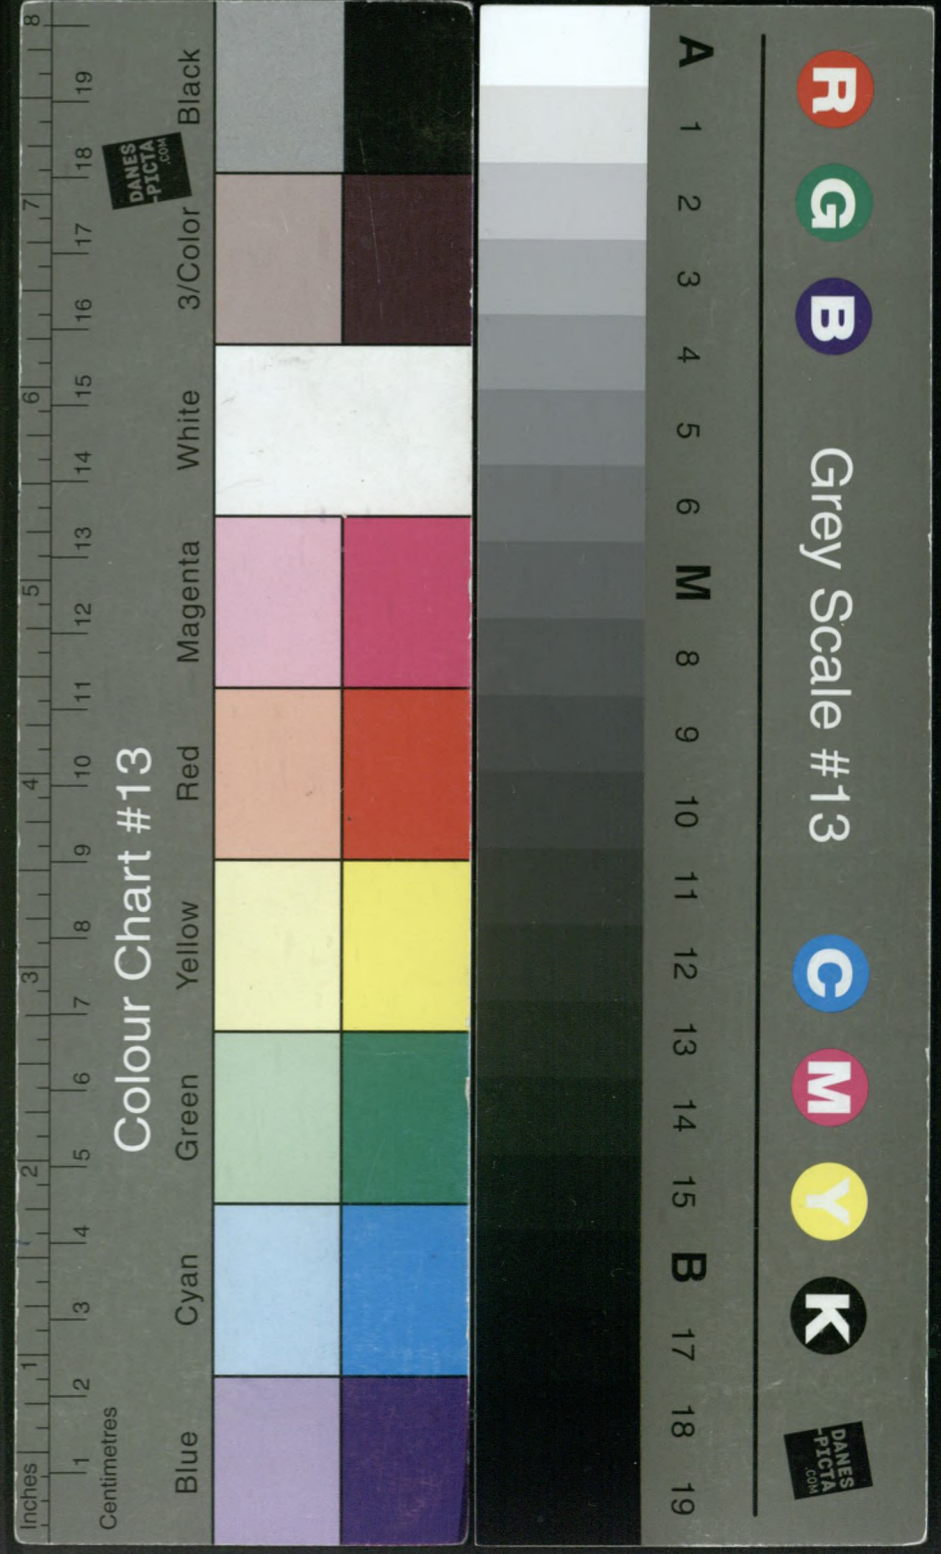 Colour Chart #13
Inches
1
2
3
4
5
6
7
8
Centimetres
1
2
3
4
5
6
7
8
9
10
11
12
13
14
15
16
17
18
19
Blue
Cyan
Green
Yellow
Red
Magenta
White
3/Color
Black
DANES
-PICTA
.COM
R G B Grey Scale #13 C M Y K
DANES
-PICTA
.COM
A
1
2
3
4
5
6
M
8
9
10
11
12
13
14
15
B
17
18
19